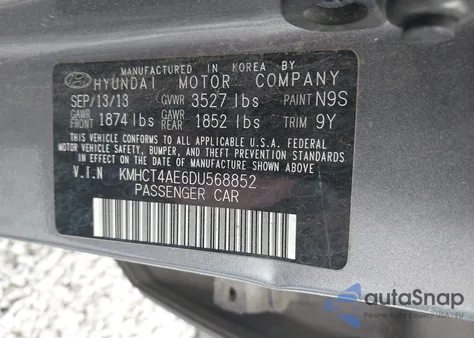 MANUFACTURED IN KOREA BY
HYUNDAI MOTOR COMPANY
SEP/13/13 GVWR 3527 lbs PAINT N9S
GAWR FRONT 1874 lbs GAWR REAR 1852 lbs TRIM 9Y
THIS VEHICLE CONFORMS TO ALL APPLICABLE U.S.A. FEDERAL
MOTOR VEHICLE SAFETY, BUMPER, AND THEFT PREVENTION STANDARDS
IN EFFECT ON THE DATE OF MANUFACTURE SHOWN ABOVE.
V.I.N KMHCT4AE6DU568852
PASSENGER CAR
autoSnap